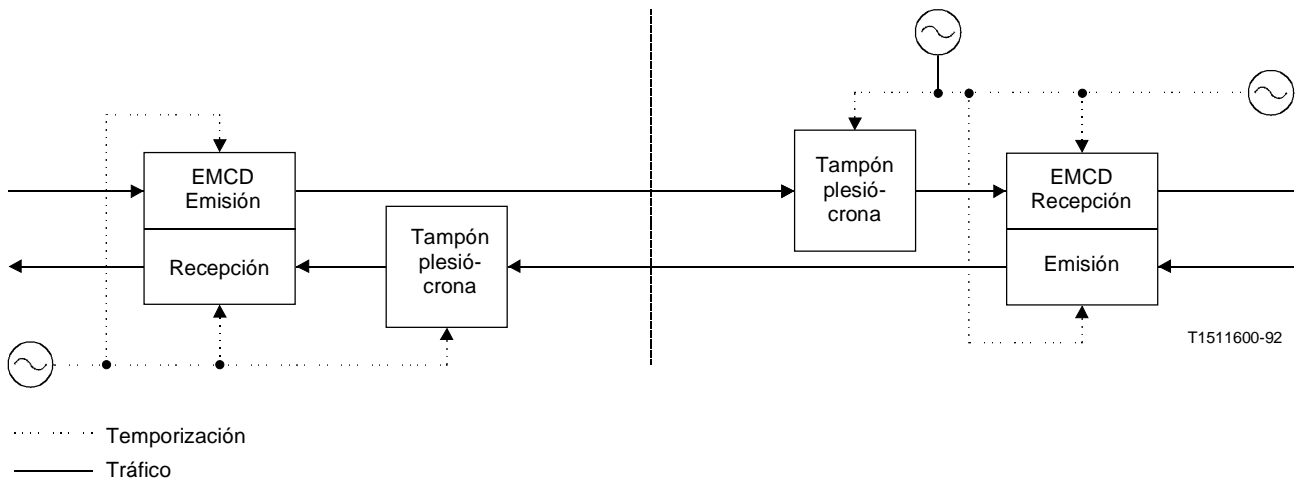 EMCD
Emisión
Recepción
Tampón
plesió-
crona
Tampón
plesió-
crona
EMCD
Recepción
Emisión
T1511600-92
Temporización
Tráfico